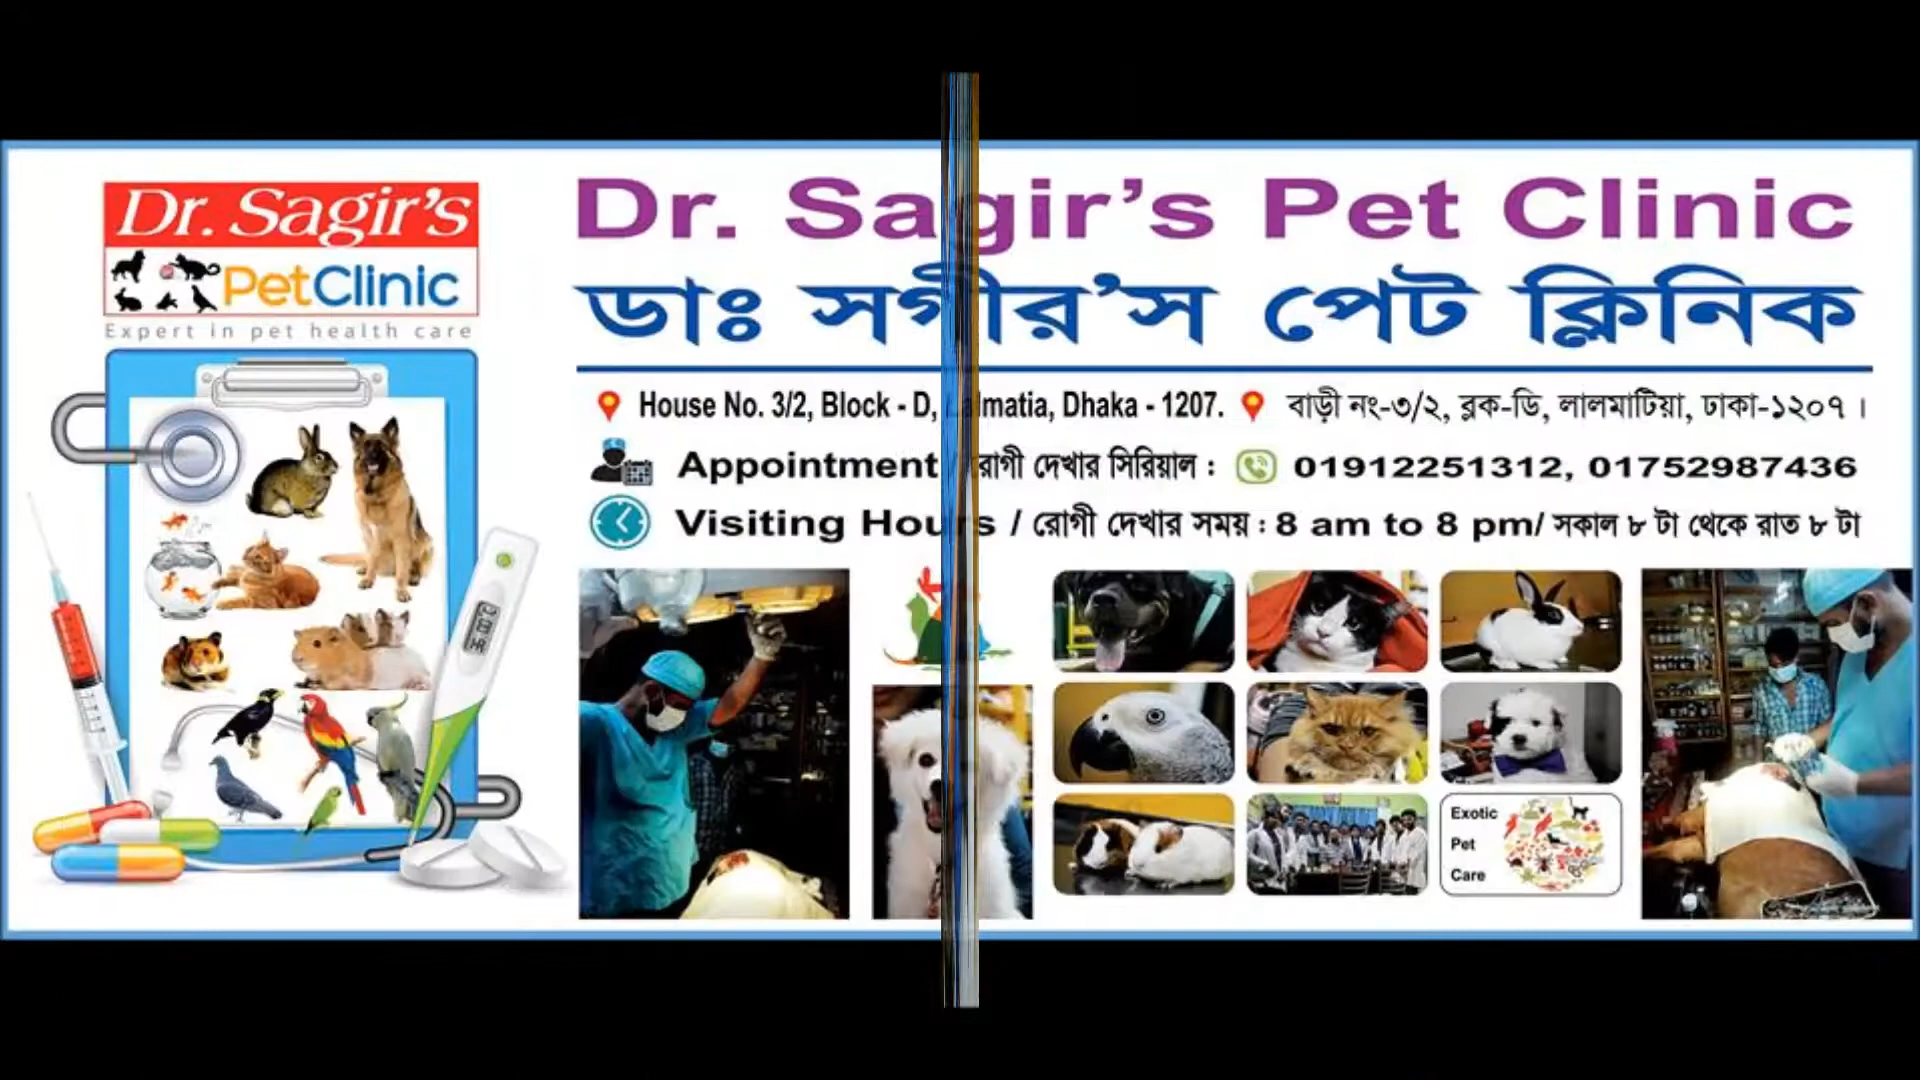 Dr. Sagir's
PetClinic
Expert in pet health care
Dr. Sagir's Pet Clinic
ডাঃ সগীর'স পেট ক্লিনিক
House No. 3/2, Block - D, Lalmatia, Dhaka - 1207.
বাড়ী নং-৩/২, ব্লক-ডি, লালমাটিয়া, ঢাকা-১২০৭ ।
Appointment / রোগী দেখার সিরিয়াল : 01912251312, 01752987436
Visiting Hours / রোগী দেখার সময় : 8 am to 8 pm/ সকাল ৮ টা থেকে রাত ৮ টা
Exotic
Pet
Care